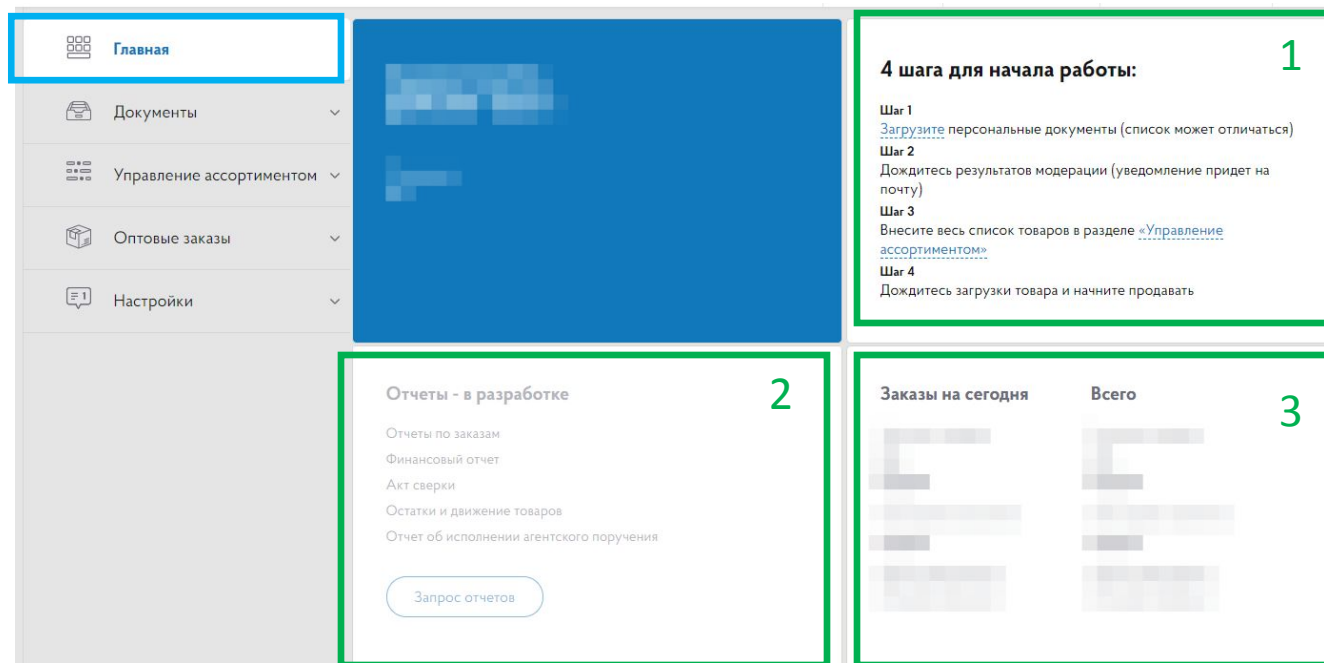 Главная
Документы
Управление ассортиментом
Оптовые заказы
Настройки
1
4 шага для начала работы:
Шаг 1
Загрузите персональные документы (список может отличаться)
Шаг 2
Дождитесь результатов модерации (уведомление придет на
почту)
Шаг 3
Внесите весь список товаров в разделе «Управление
ассортиментом»
Шаг 4
Дождитесь загрузки товара и начните продавать
2
Отчеты - в разработке
Отчеты по заказам
Финансовый отчет
Акт сверки
Остатки и движение товаров
Отчет об исполнении агентского поручения
Запрос отчетов
3
Заказы на сегодня
Всего